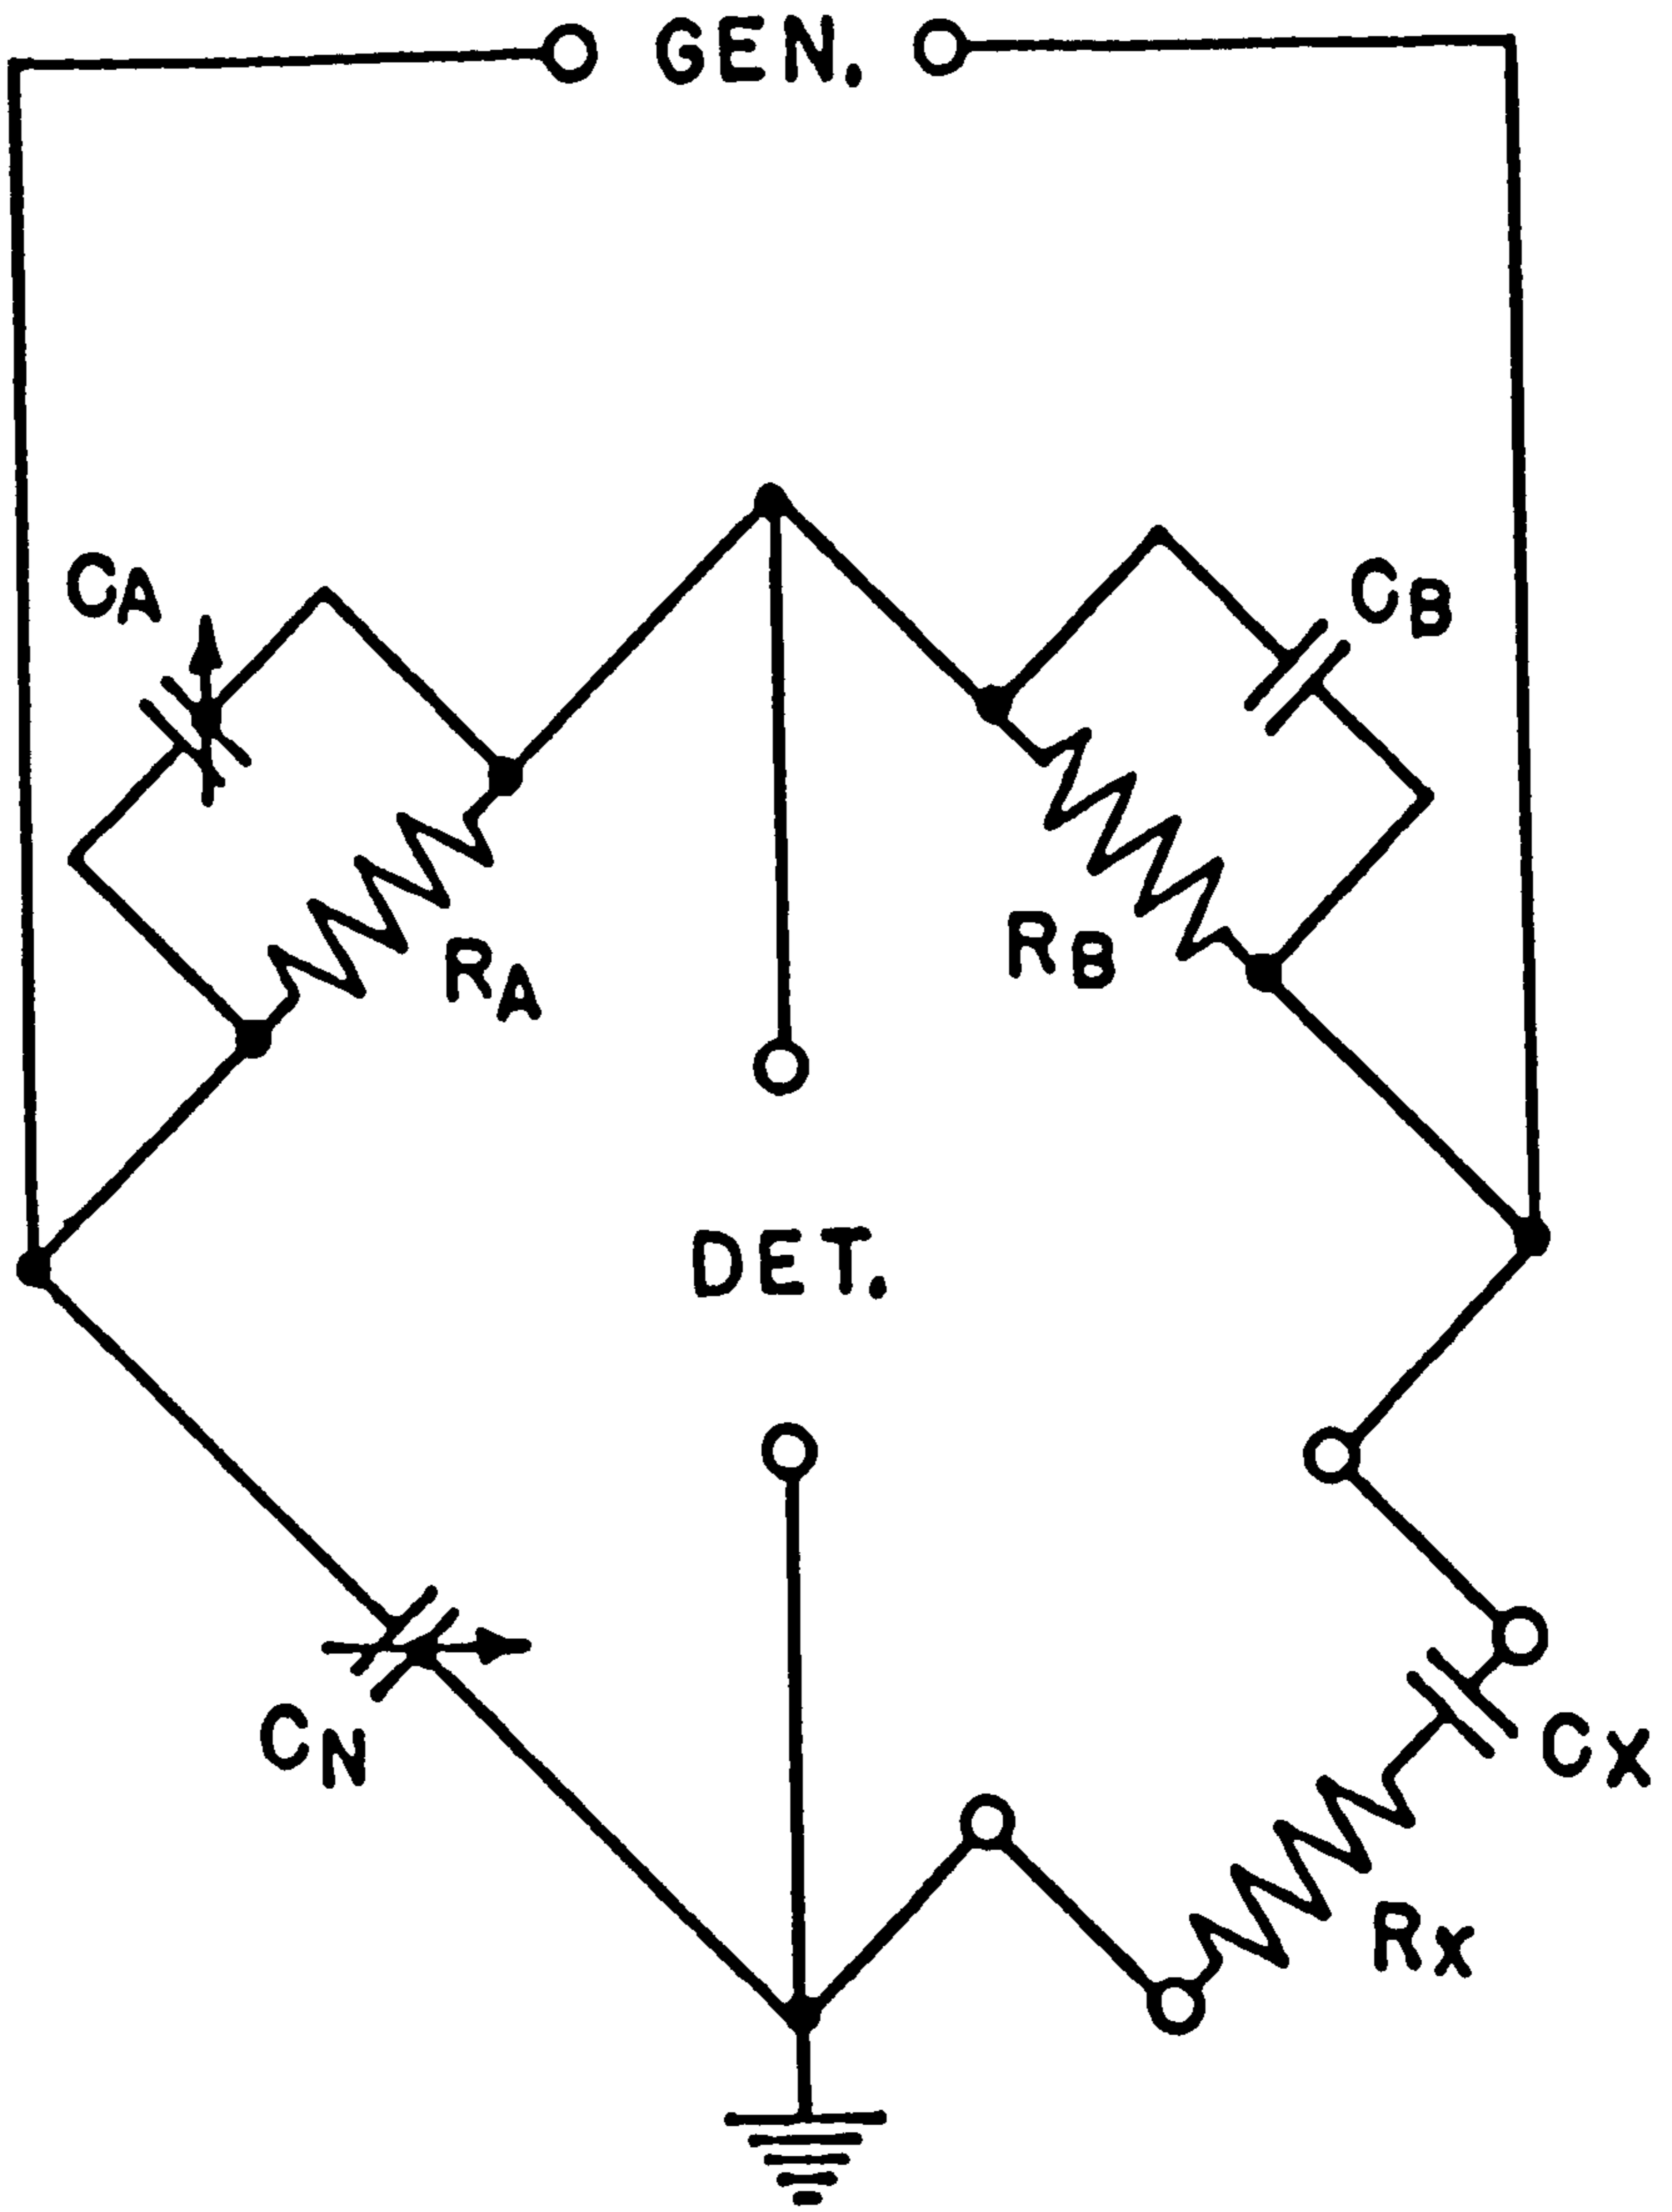 GEN.
CA
CB
RA
RB
DET.
CN
CX
RX